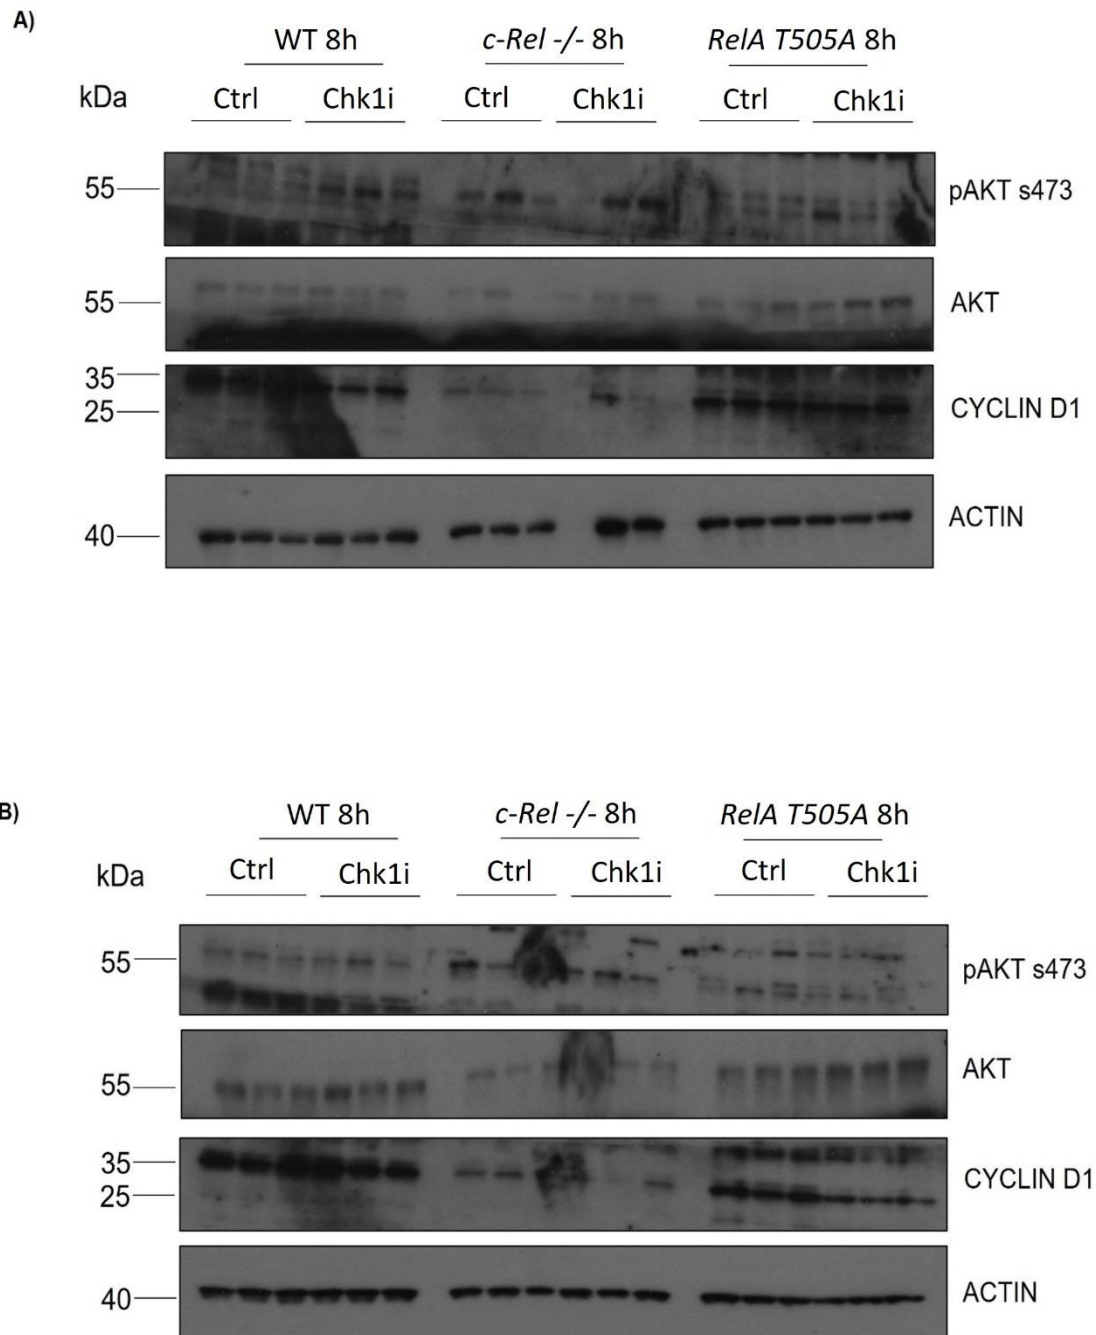 A)
WT 8h c-Rel -/- 8h RelA T505A 8h
kDa Ctrl Chk1i Ctrl Chk1i Ctrl Chk1i
55 pAKT s473
55 AKT
35
25 CYCLIN D1
40 ACTIN
B)
WT 8h c-Rel -/- 8h RelA T505A 8h
kDa Ctrl Chk1i Ctrl Chk1i Ctrl Chk1i
55 pAKT s473
55 AKT
35
25 CYCLIN D1
40 ACTIN